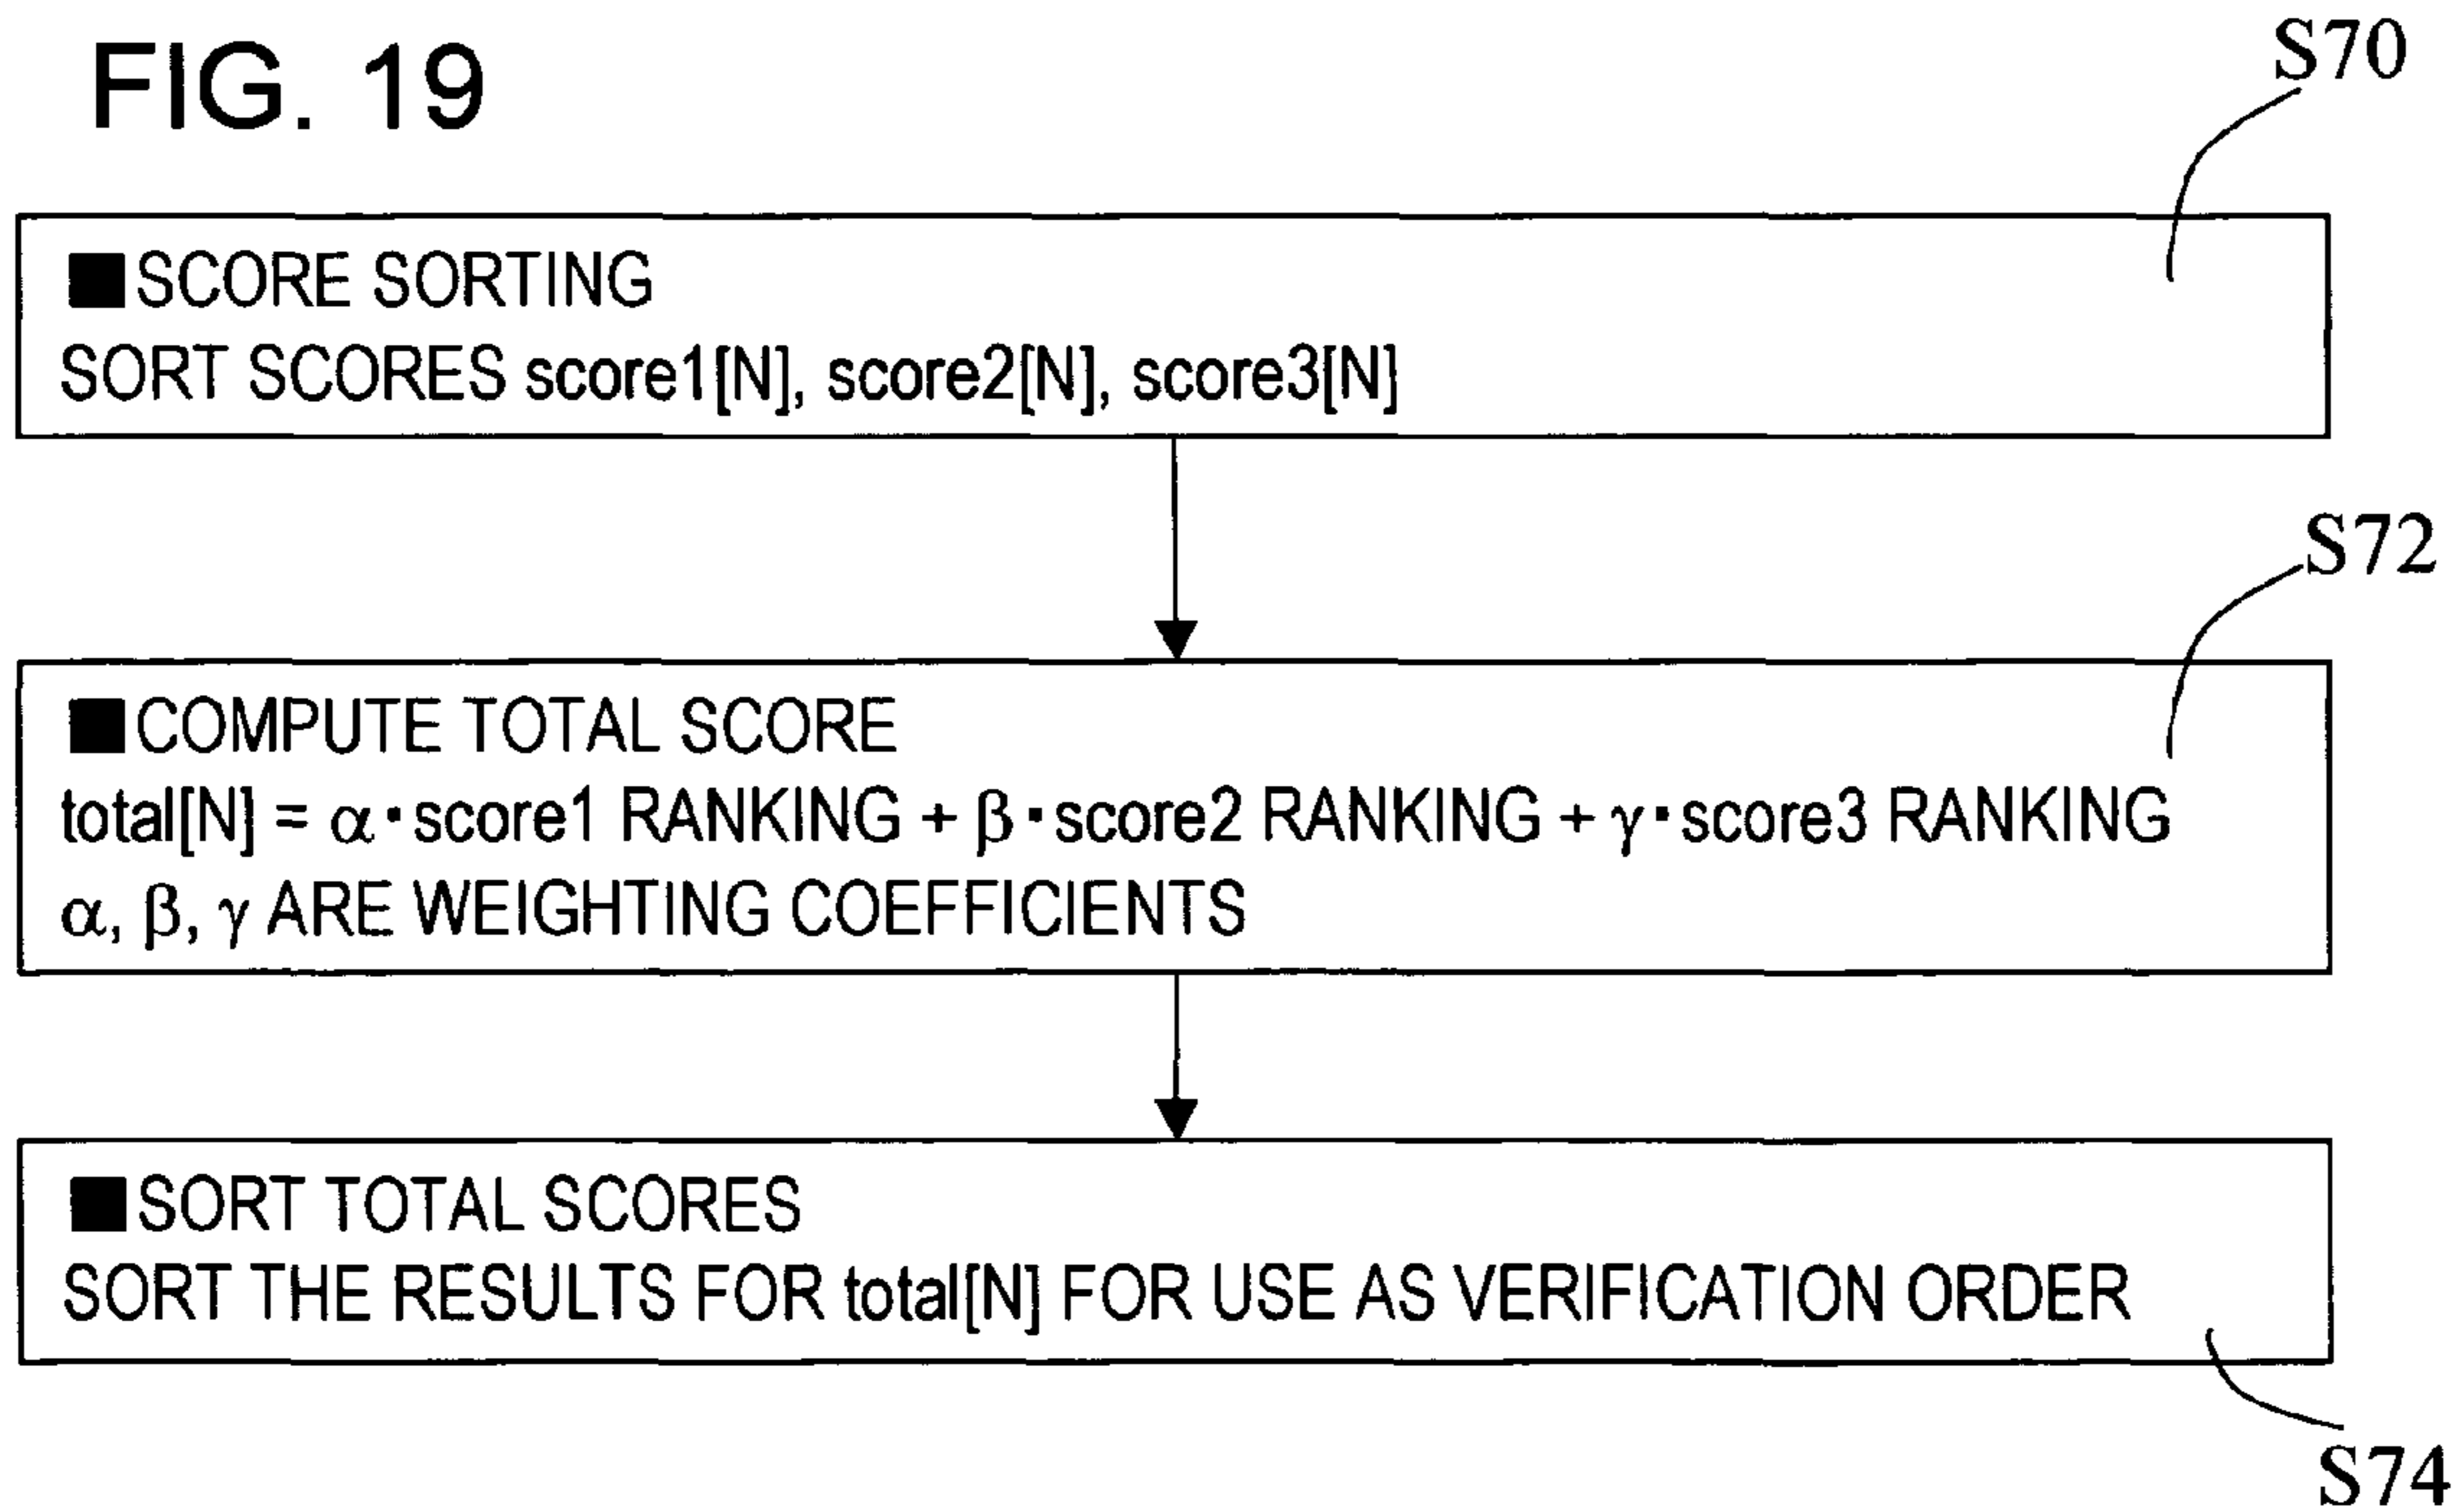 FIG. 19
S70
■SCORE SORTING
SORT SCORES score1[N], score2[N], score3[N]
S72
■COMPUTE TOTAL SCORE
total[N] = α·score1 RANKING + β·score2 RANKING + γ·score3 RANKING
α, β, γ ARE WEIGHTING COEFFICIENTS
■SORT TOTAL SCORES
SORT THE RESULTS FOR total[N] FOR USE AS VERIFICATION ORDER
S74